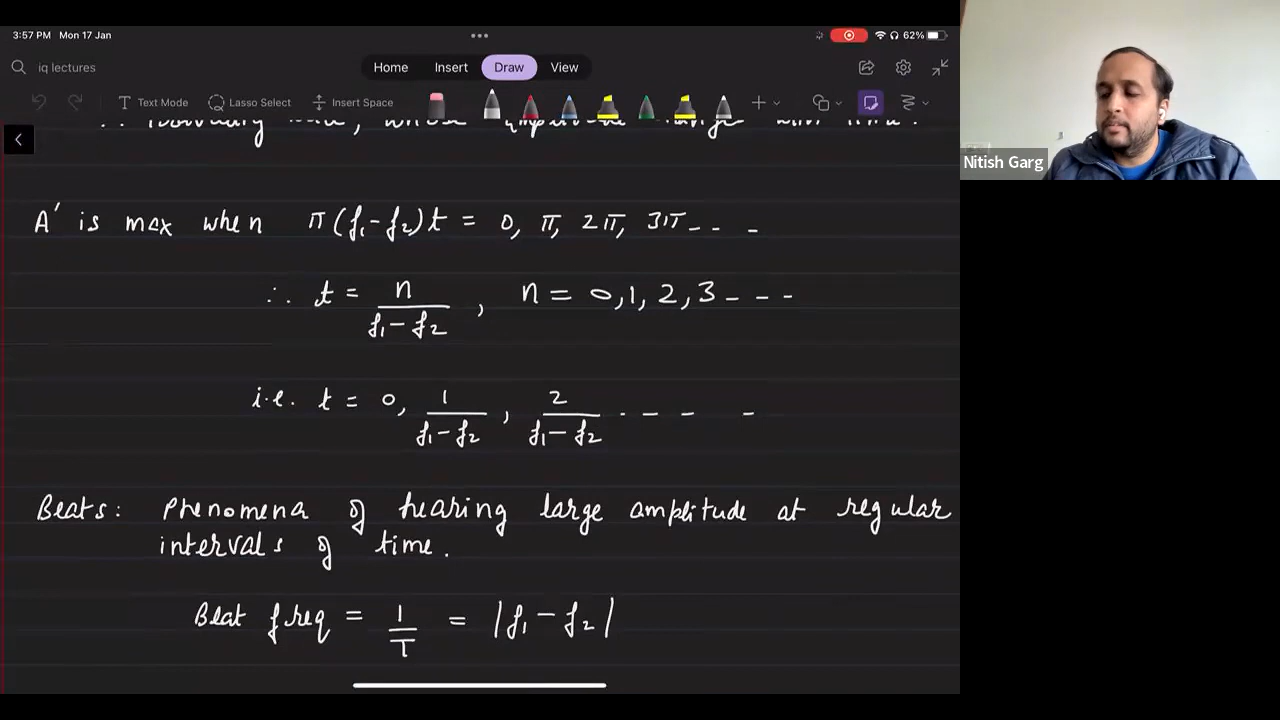 3:57 PM Mon 17 Jan
62%
iq lectures
Home Insert Draw View
Text Mode Lasso Select Insert Space
A' is max when π(f₁-f₂)t = 0, π, 2π, 3π - - -
∴ t = n/(f₁-f₂), n = 0,1,2,3 - - -
i.e. t = 0, 1/(f₁-f₂), 2/(f₁-f₂) . - - -
Beats: Phenomena of hearing large amplitude at regular
intervals of time.
Beat freq = 1/T = |f₁-f₂|
Nitish Garg